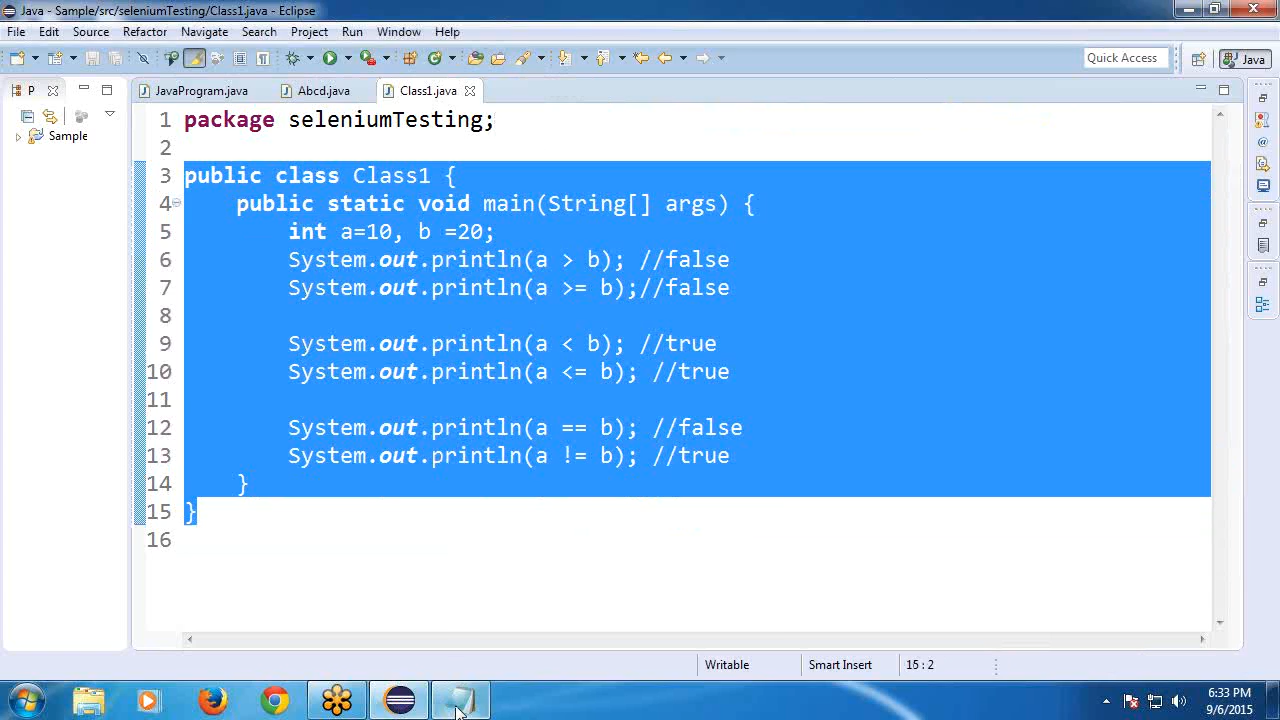 Java - Sample/src/seleniumTesting/Class1.java - Eclipse
File Edit Source Refactor Navigate Search Project Run Window Help
Quick Access
Java
P
JavaProgram.java Abcd.java Class1.java
Sample
1 package seleniumTesting;
2
3 public class Class1 {
4 public static void main(String[] args) {
5 int a=10, b =20;
6 System.out.println(a > b); //false
7 System.out.println(a >= b);//false
8
9 System.out.println(a < b); //true
10 System.out.println(a <= b); //true
11
12 System.out.println(a == b); //false
13 System.out.println(a != b); //true
14 }
15 }
16
Writable Smart Insert 15 : 2
6:33 PM
9/6/2015